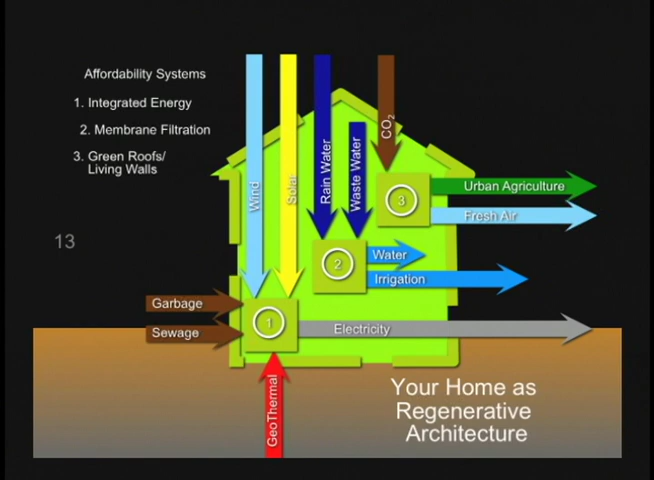 Affordability Systems
1. Integrated Energy
2. Membrane Filtration
3. Green Roofs/
Living Walls
13
Wind
Solar
Rain Water
Waste Water
CO2
3
Urban Agriculture
Fresh Air
2
Water
Irrigation
Garbage
Sewage
1
Electricity
GeoThermal
Your Home as
Regenerative
Architecture